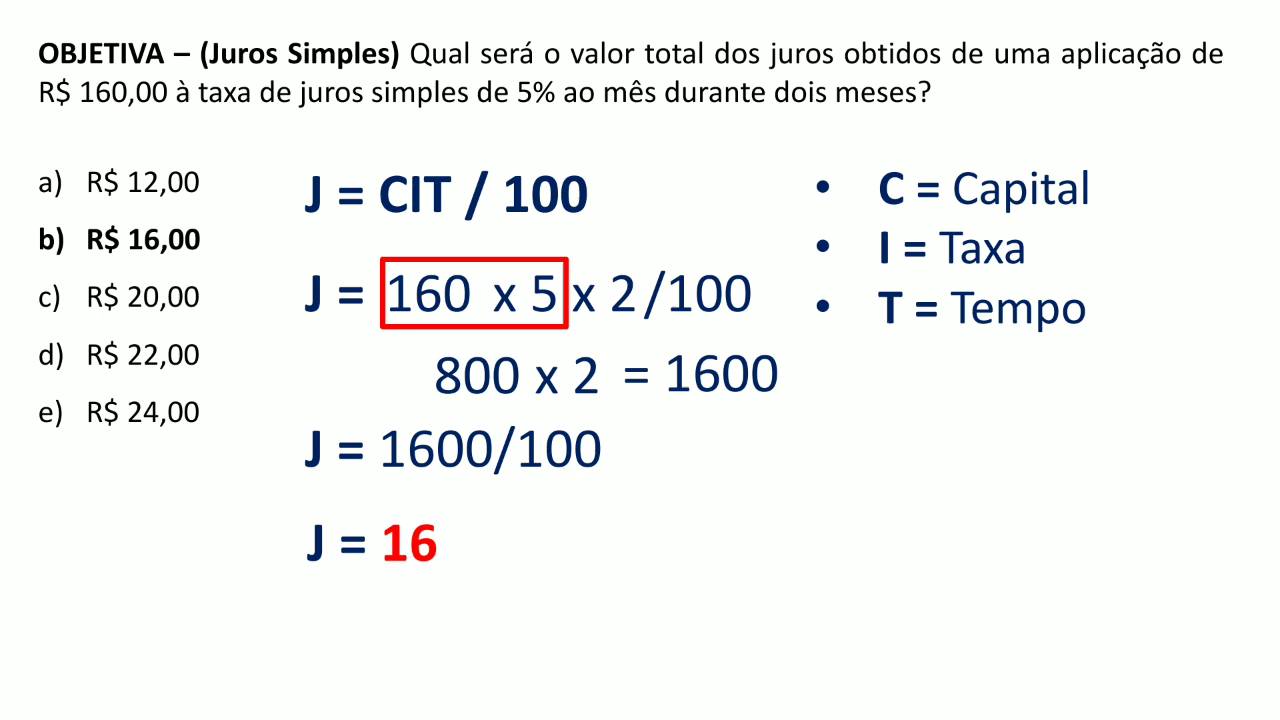 OBJETIVA – (Juros Simples) Qual será o valor total dos juros obtidos de uma aplicação de
R$ 160,00 à taxa de juros simples de 5% ao mês durante dois meses?
a) R$ 12,00
b) R$ 16,00
c) R$ 20,00
d) R$ 22,00
e) R$ 24,00
J = CIT / 100
J = 160 x 5 x 2 /100
800 x 2 = 1600
J = 1600/100
J = 16
• C = Capital
• I = Taxa
• T = Tempo